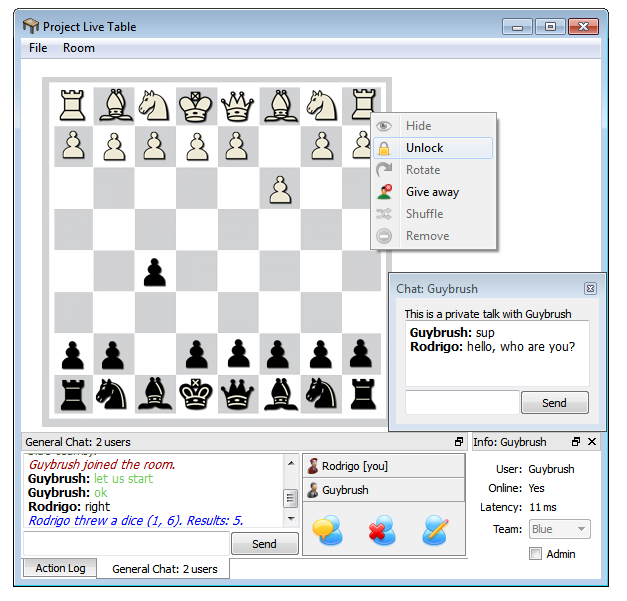 Project Live Table
File Room
Hide
Unlock
Rotate
Give away
Shuffle
Remove
Chat: Guybrush
This is a private talk with Guybrush
Guybrush: sup
Rodrigo: hello, who are you?
Send
General Chat: 2 users
Guybrush joined the room.
Guybrush: let us start
Guybrush: ok
Rodrigo: right
Rodrigo threw a dice (1, 6). Results: 5.
Send
Rodrigo [you]
Guybrush
Info: Guybrush
User: Guybrush
Online: Yes
Latency: 11 ms
Team: Blue
Admin
Action Log
General Chat: 2 users